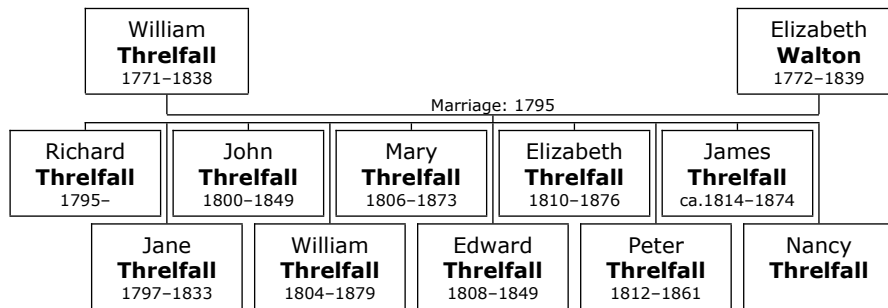 William
Threlfall
1771–1838
Elizabeth
Walton
1772–1839
Marriage: 1795
Richard
Threlfall
1795–
John
Threlfall
1800–1849
Mary
Threlfall
1806–1873
Elizabeth
Threlfall
1810–1876
James
Threlfall
ca.1814–1874
Jane
Threlfall
1797–1833
William
Threlfall
1804–1879
Edward
Threlfall
1808–1849
Peter
Threlfall
1812–1861
Nancy
Threlfall